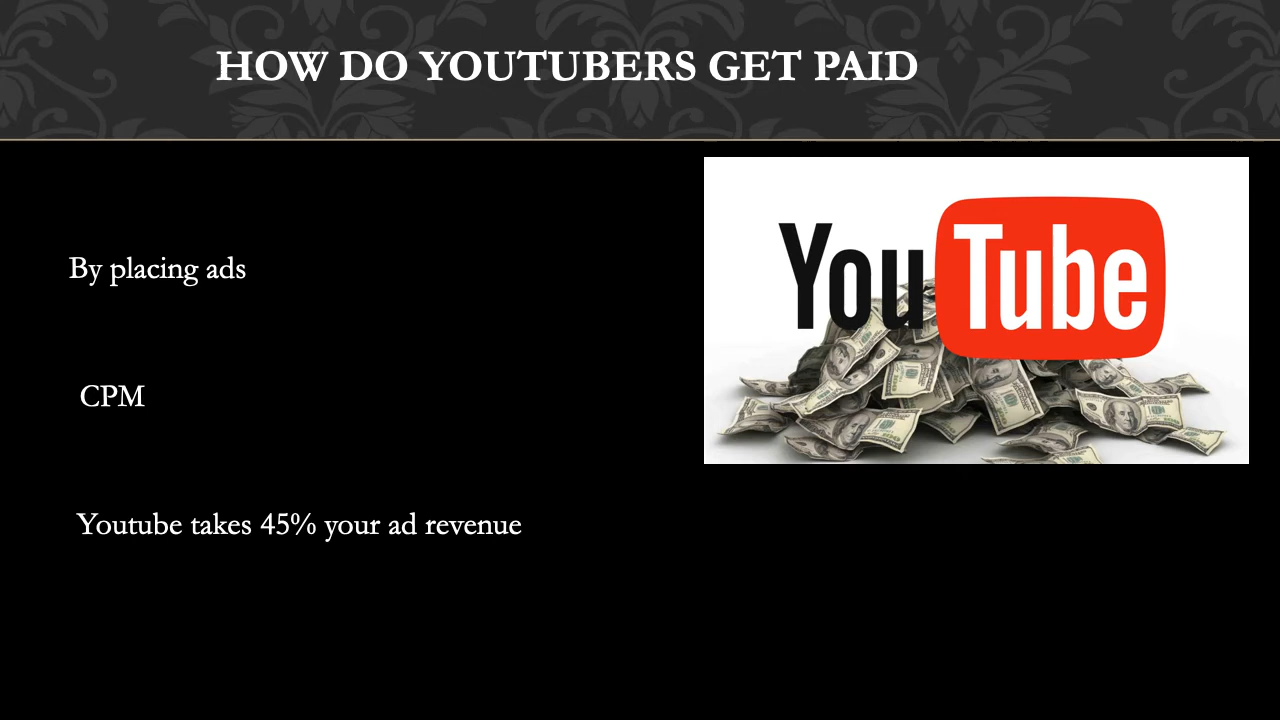 HOW DO YOUTUBERS GET PAID
By placing ads
CPM
Youtube takes 45% your ad revenue
YouTube